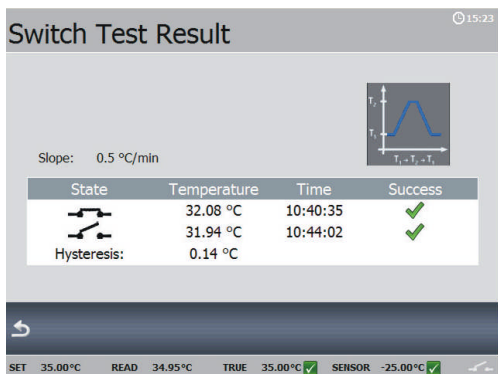 Switch Test Result
15:23
T₂
T₁
T₁ - T₂ - T₁
Slope: 0.5 °C/min
State Temperature Time Success
32.08 °C 10:40:35
31.94 °C 10:44:02
Hysteresis: 0.14 °C
SET 35.00°C READ 34.95°C TRUE 35.00°C SENSOR -25.00°C